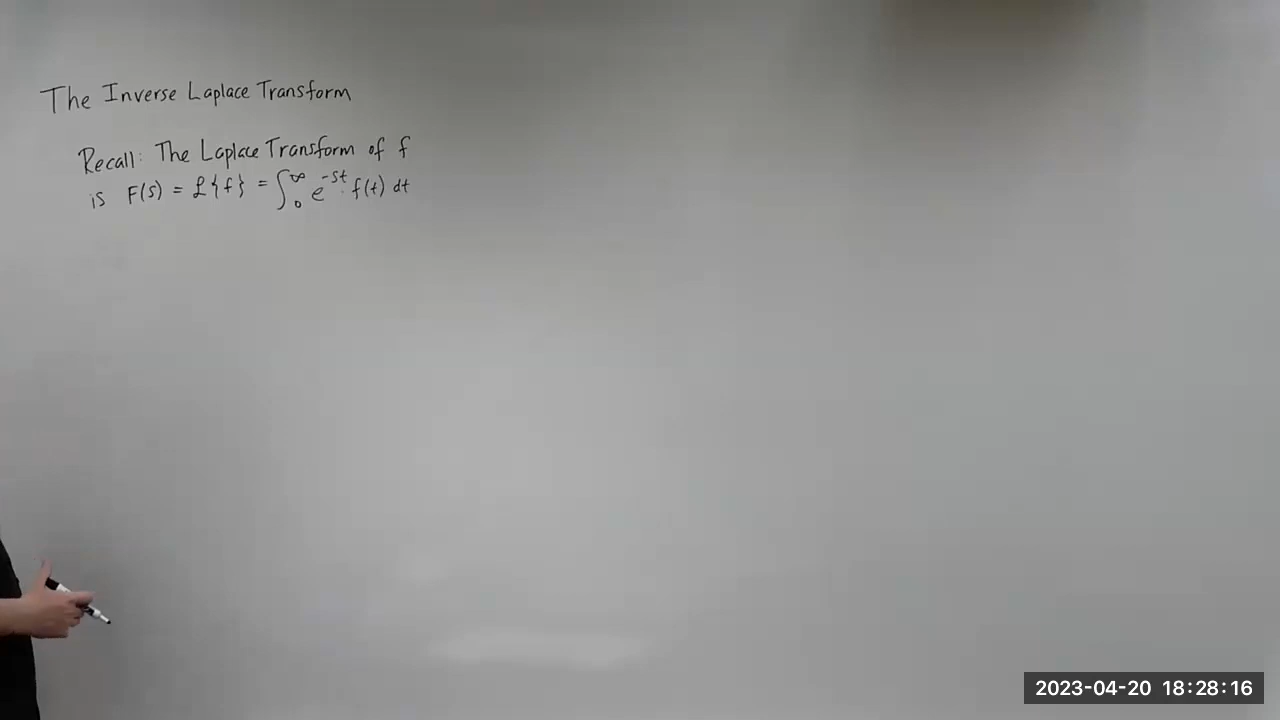 The Inverse Laplace Transform
Recall: The Laplace Transform of f
is F(s) = £{f} = ∫₀^∞ e^{-st} · f(t) dt
2023-04-20 18:28:16